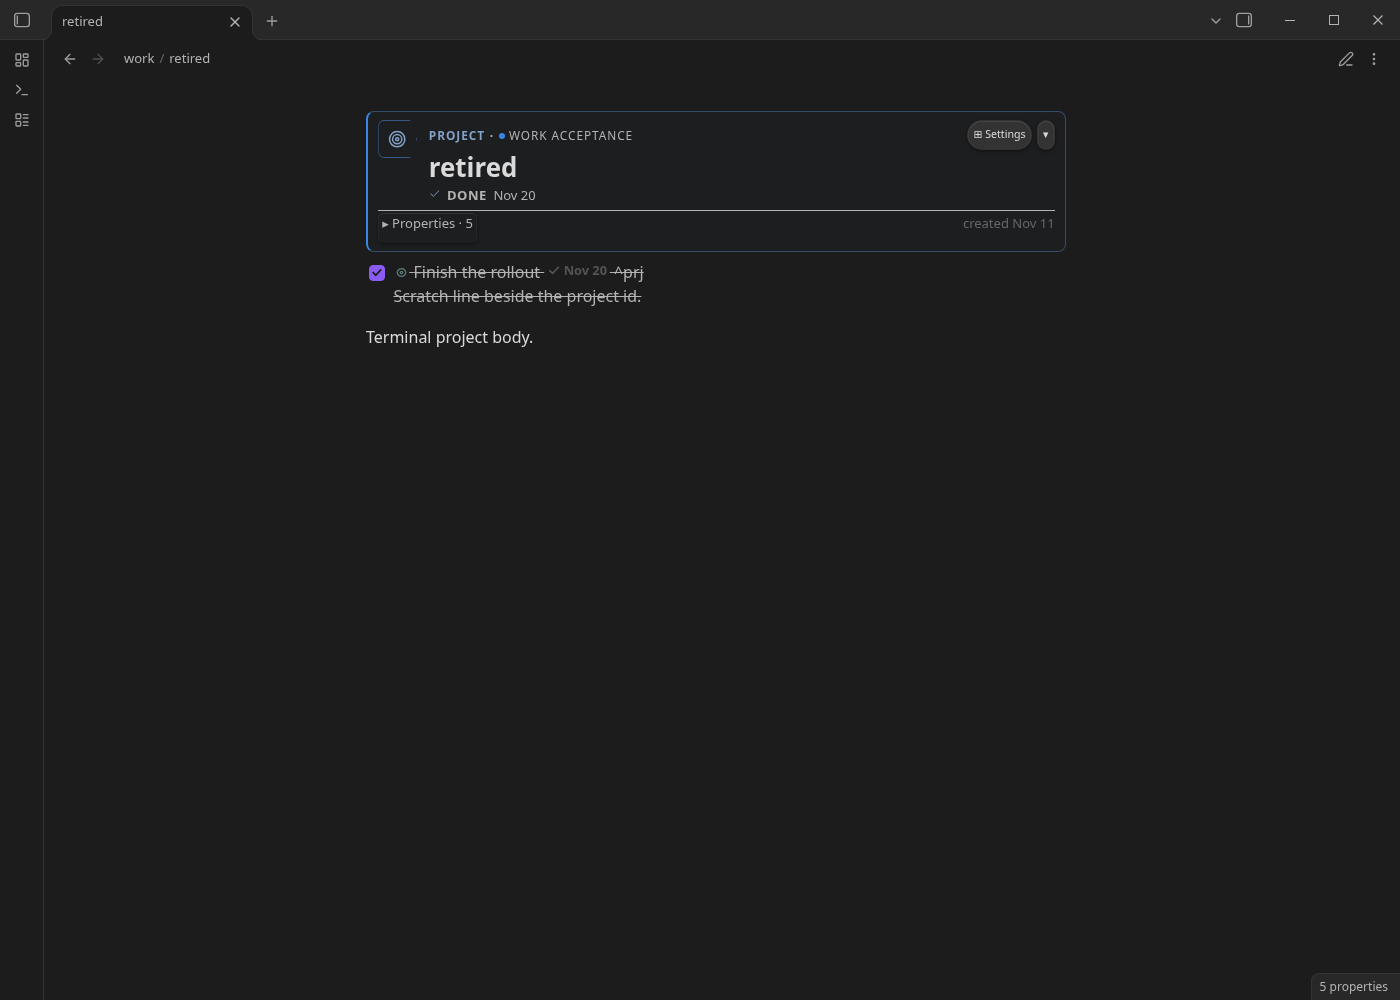 retired
work / retired
PROJECT · WORK ACCEPTANCE
Settings
retired
DONE Nov 20
Properties · 5
created Nov 11
Finish the rollout Nov 20 ^prj
Scratch line beside the project id.
Terminal project body.
5 properties